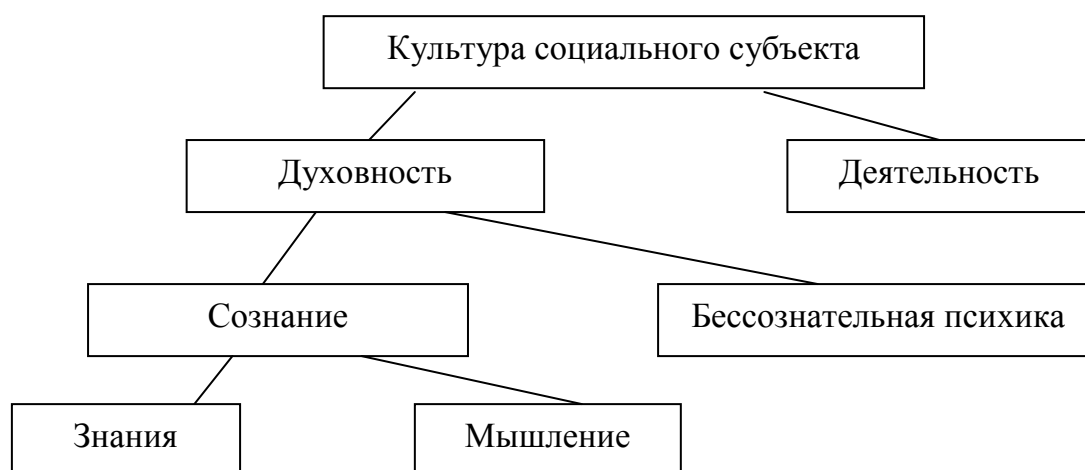 Культура социального субъекта
Духовность
Деятельность
Сознание
Бессознательная психика
Знания
Мышление